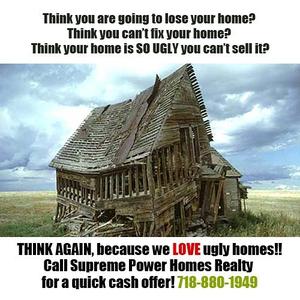 Think you are going to lose your home?
Think you can't fix your home?
Think your home is SO UGLY you can't sell it?
THINK AGAIN, because we LOVE ugly homes!!
Call Supreme Power Homes Realty
for a quick cash offer! 718-880-1949